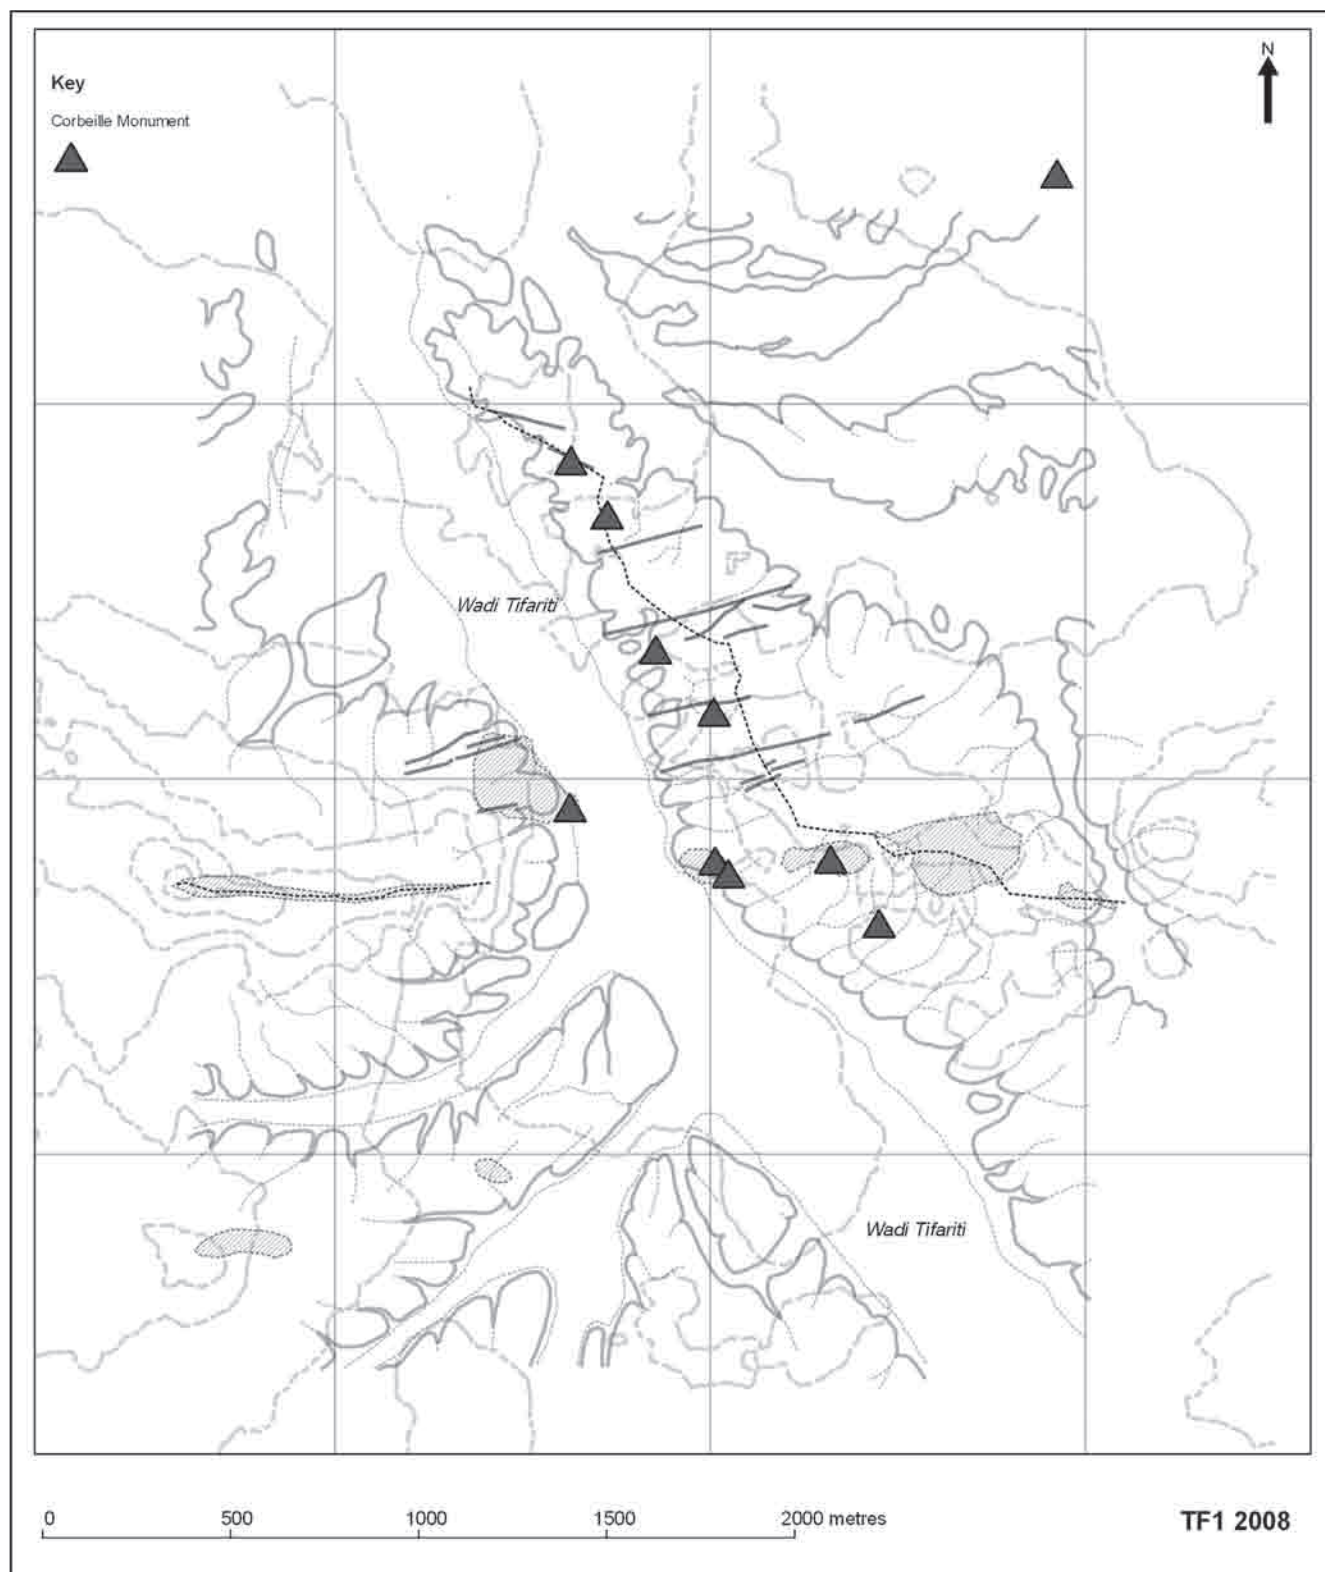 N
Key
Corbeille Monument
Wadi Tifariti
Wadi Tifariti
0 500 1000 1500 2000 metres
TF1 2008